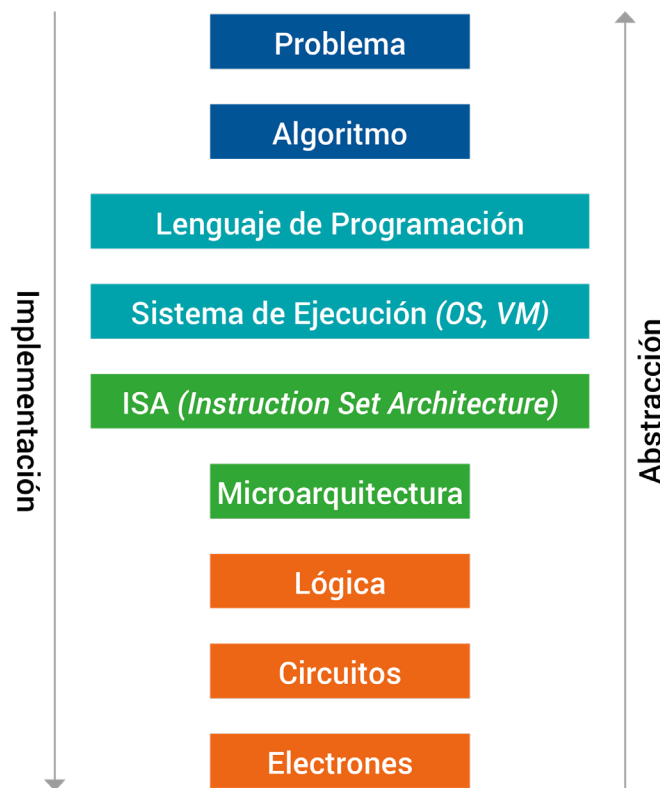 Problema
Algoritmo
Lenguaje de Programación
Sistema de Ejecución (OS, VM)
ISA (Instruction Set Architecture)
Microarquitectura
Lógica
Circuitos
Electrones
Implementación
Abstracción